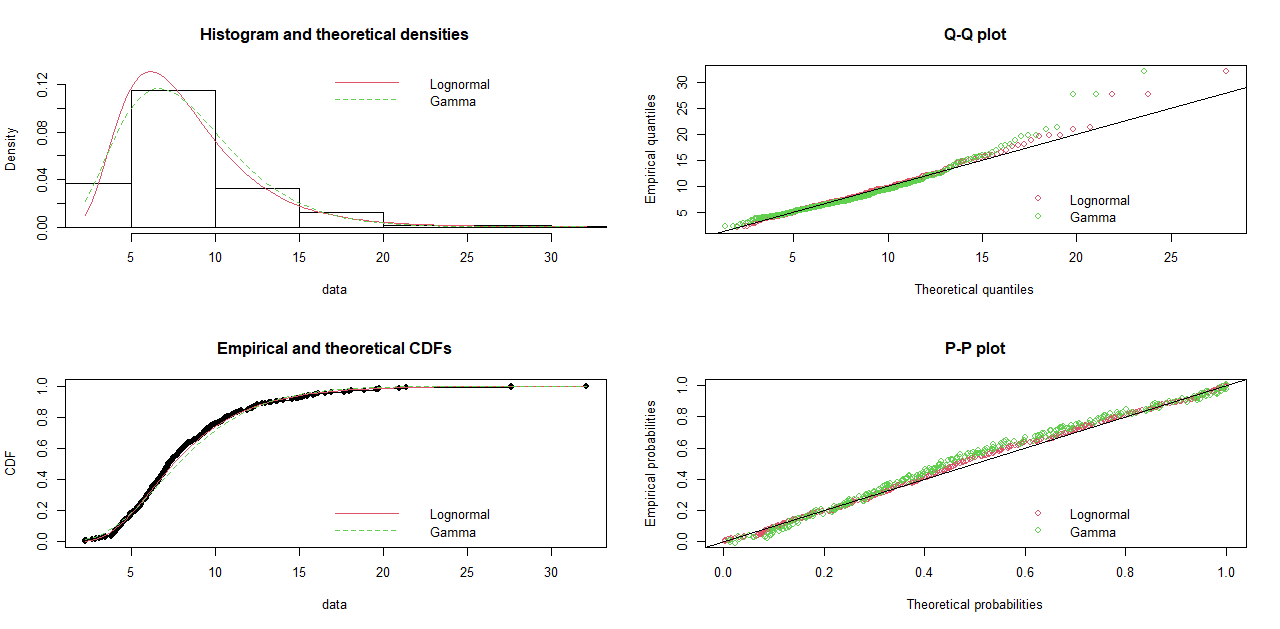 Histogram and theoretical densities
Density
0.00 0.04 0.08 0.12
Lognormal
Gamma
5 10 15 20 25 30
data
Q-Q plot
Empirical quantiles
5 10 15 20 25 30
Lognormal
Gamma
5 10 15 20 25
Theoretical quantiles
Empirical and theoretical CDFs
CDF
0.0 0.2 0.4 0.6 0.8 1.0
Lognormal
Gamma
5 10 15 20 25 30
data
P-P plot
Empirical probabilities
0.0 0.2 0.4 0.6 0.8 1.0
Lognormal
Gamma
0.0 0.2 0.4 0.6 0.8 1.0
Theoretical probabilities